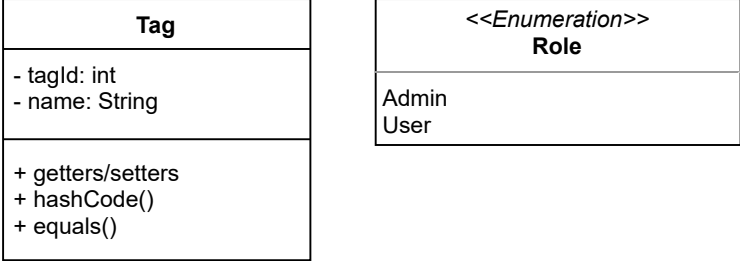 Tag
- tagId: int
- name: String
+ getters/setters
+ hashCode()
+ equals()
<<Enumeration>>
Role
Admin
User